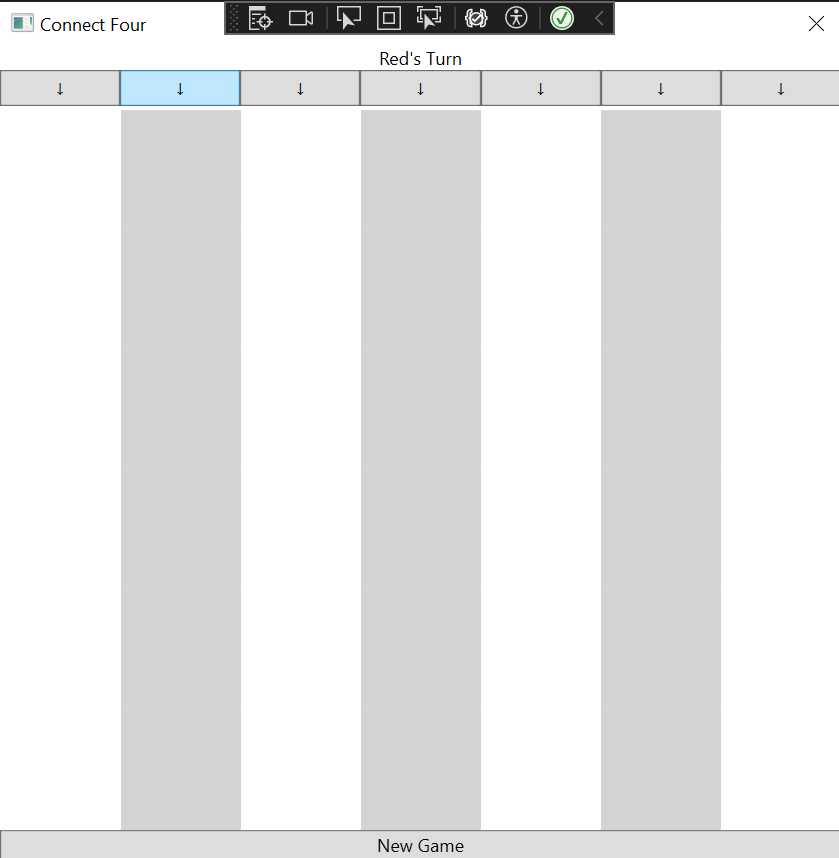 Connect Four
Red's Turn
↓ ↓ ↓ ↓ ↓ ↓ ↓
New Game